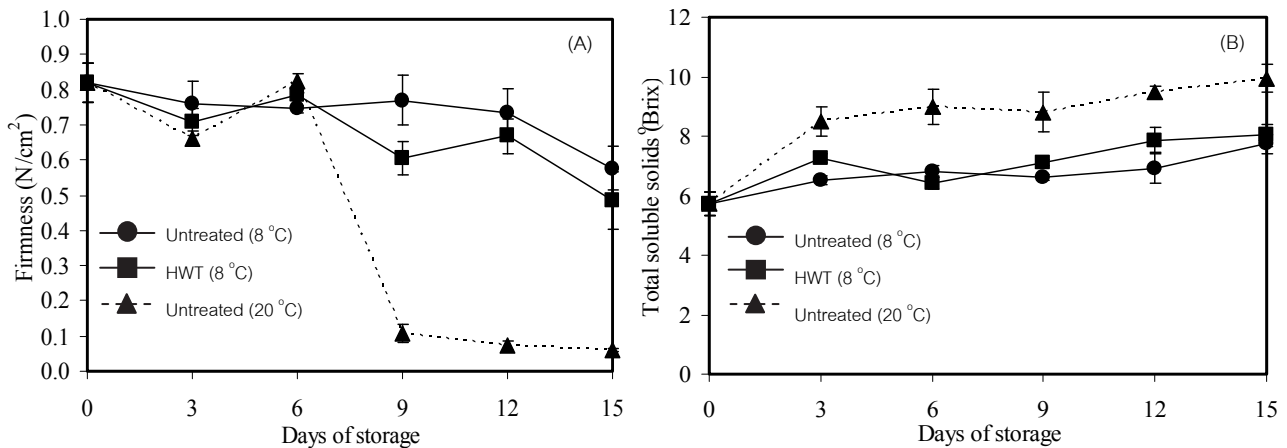 (A)
Firmness (N/cm²)
1.0
0.9
0.8
0.7
0.6
0.5
0.4
0.3
0.2
0.1
0.0
Untreated (8 °C)
HWT (8 °C)
Untreated (20 °C)
0 3 6 9 12 15
Days of storage
(B)
Total soluble solids (°Brix)
12
10
8
6
4
2
0
Untreated (8 °C)
HWT (8 °C)
Untreated (20 °C)
0 3 6 9 12 15
Days of storage